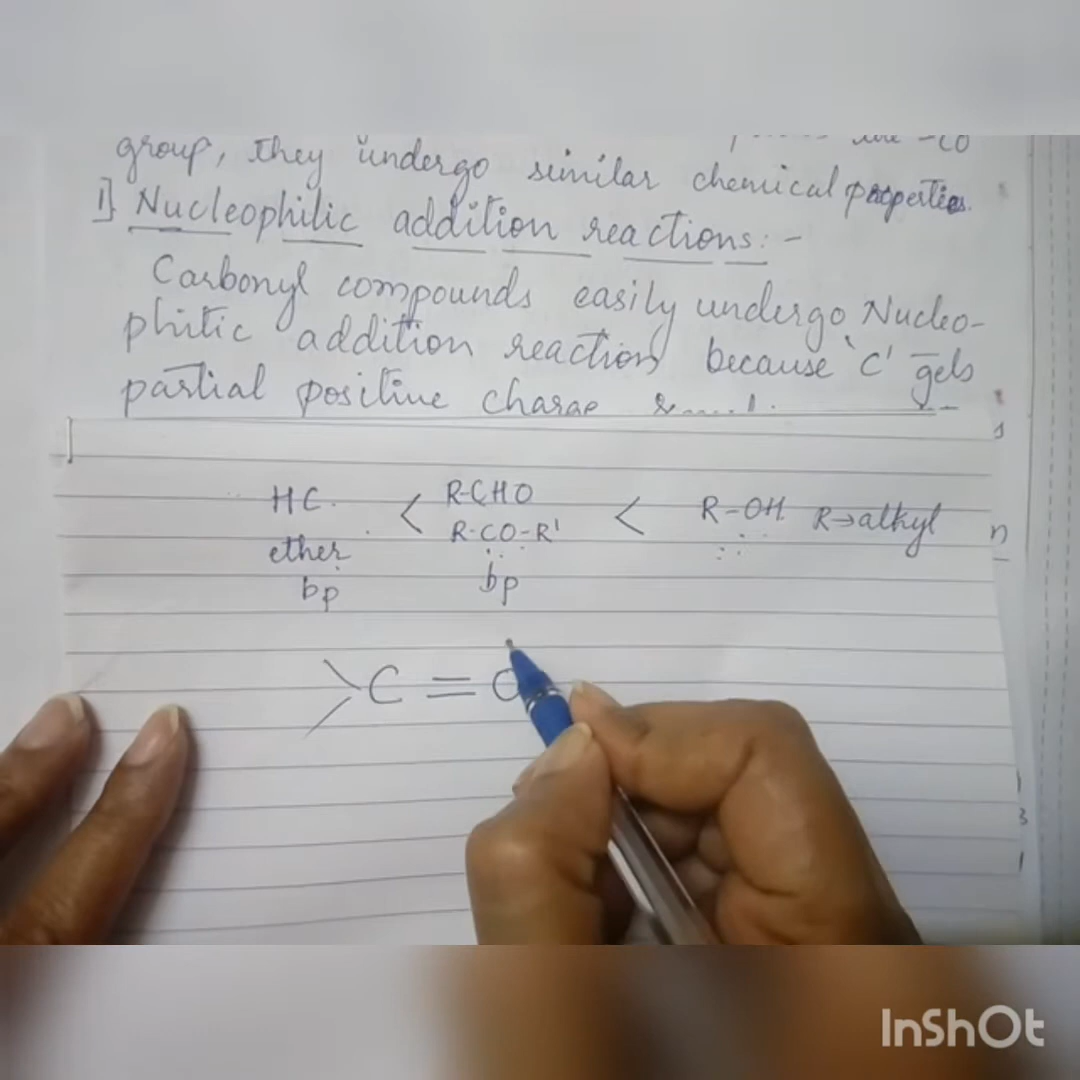 group, they undergo similar chemical properties.
1] Nucleophilic addition reactions:-
Carbonyl compounds easily undergo Nucleo-
philic addition reaction because 'C' gets
partial positive charge
HC. < R-CHO < R-OH R→alkyl
ether R-CO-R'
bp bp
>C = O
InShOt